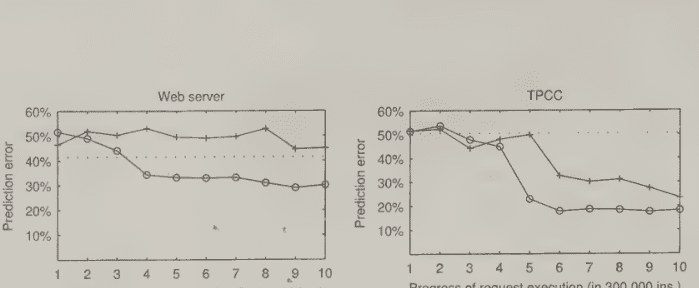 Web server
60%
50%
40%
30%
20%
10%
Prediction error
1 2 3 4 5 6 7 8 9 10
TPCC
60%
50%
40%
30%
20%
10%
Prediction error
1 2 3 4 5 6 7 8 9 10
Progress of request execution (in 300,000 ins.)